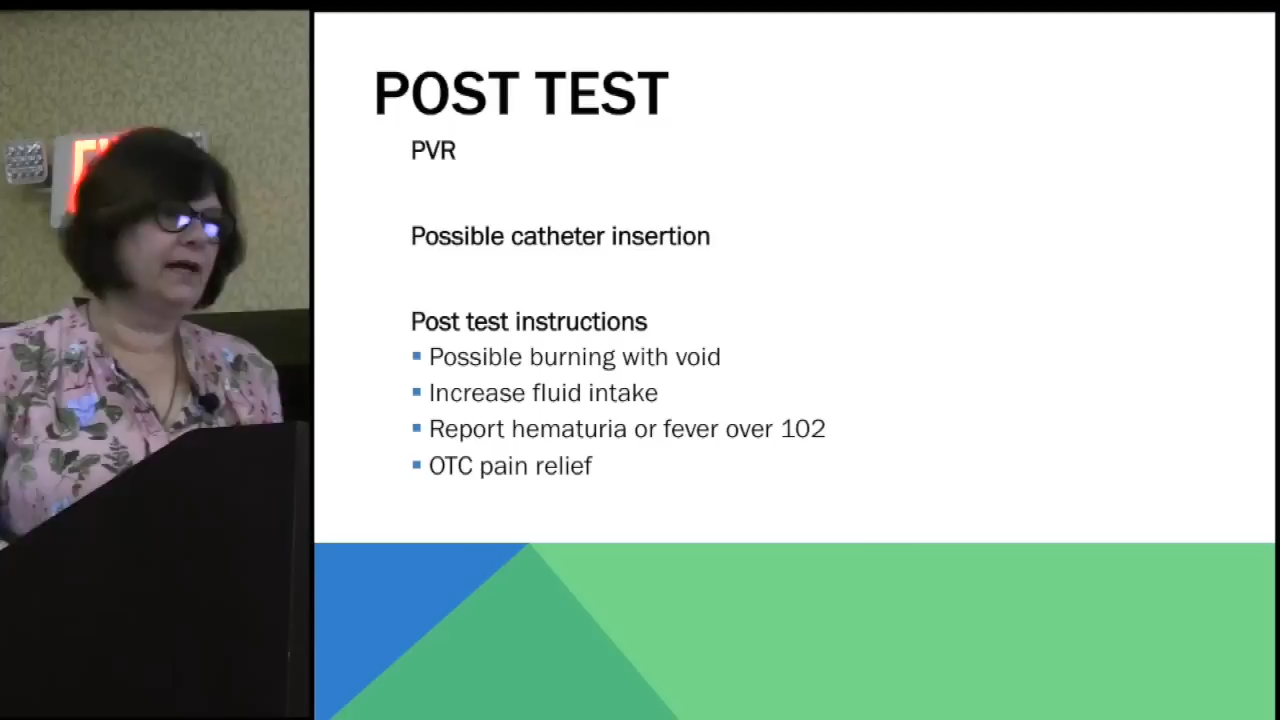 POST TEST
PVR
Possible catheter insertion
Post test instructions
Possible burning with void
Increase fluid intake
Report hematuria or fever over 102
OTC pain relief